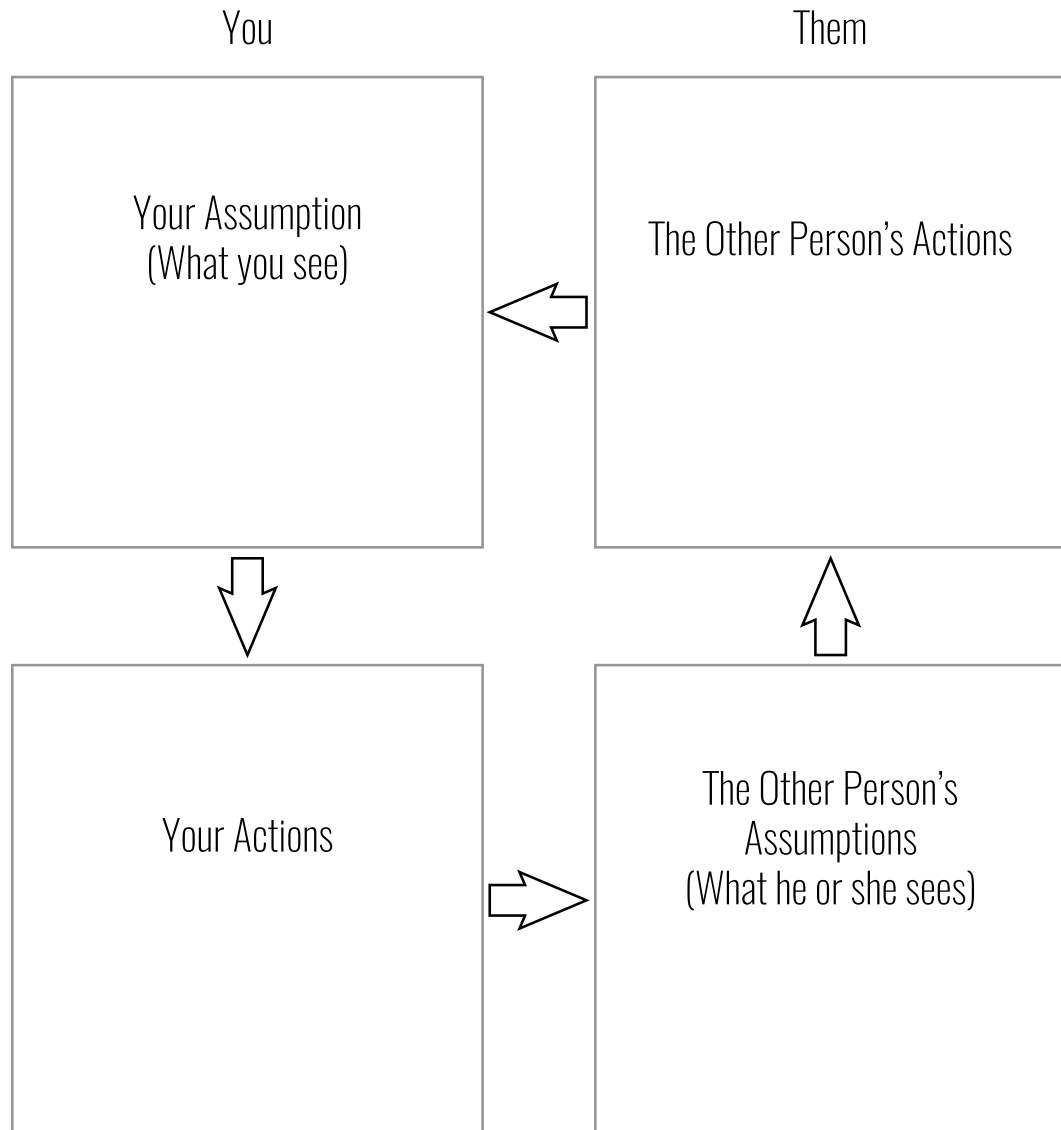 You
Them
Your Assumption
(What you see)
The Other Person’s Actions
Your Actions
The Other Person’s
Assumptions
(What he or she sees)